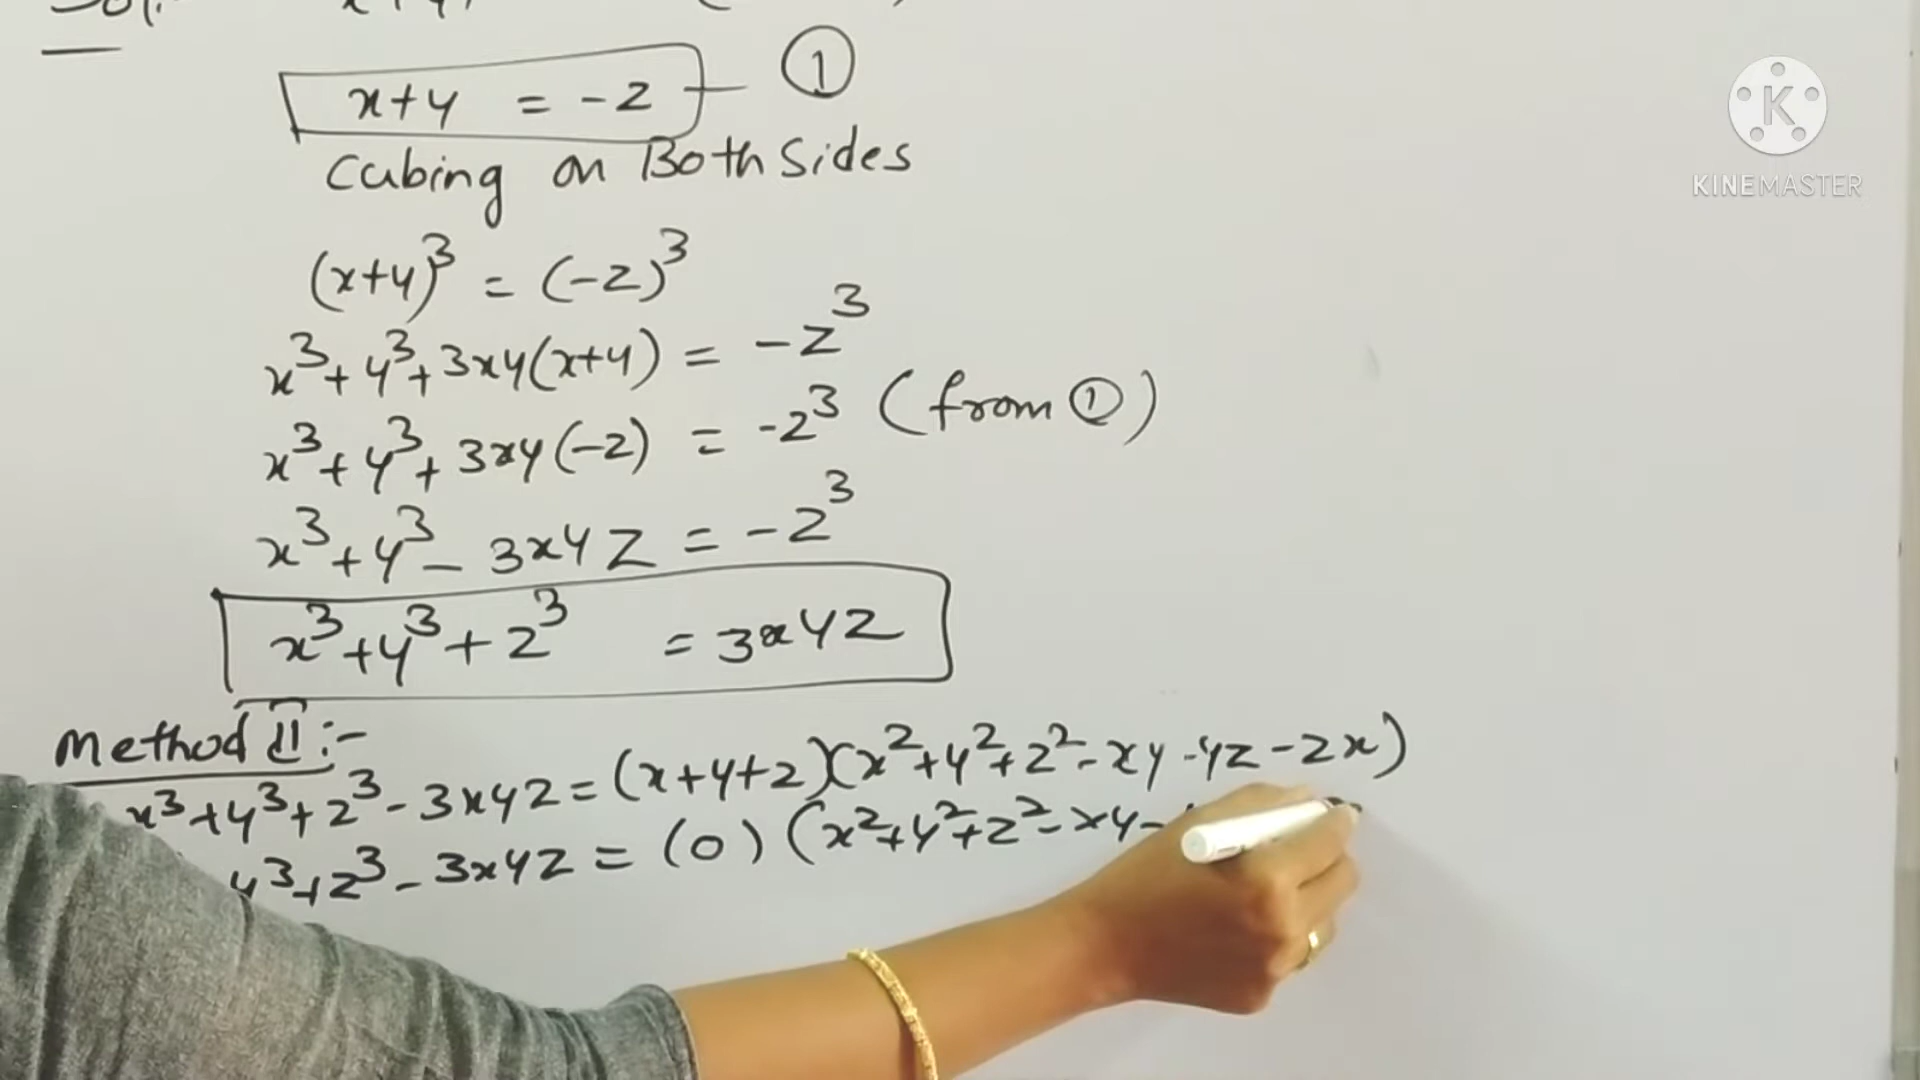 x+y = -z ①
Cubing on Both Sides
(x+y)³ = (-z)³
x³+y³+3xy(x+y) = -z³
x³+y³+3xy(-z) = -z³ (from ①)
x³+y³-3xyz = -z³
x³+y³+z³ = 3xyz
Method II :-
x³+y³+z³-3xyz = (x+y+z)(x²+y²+z²-xy-yz-zx)
y³+z³-3xyz = (0) (x²+y²+z²-xy-
K
KINEMASTER